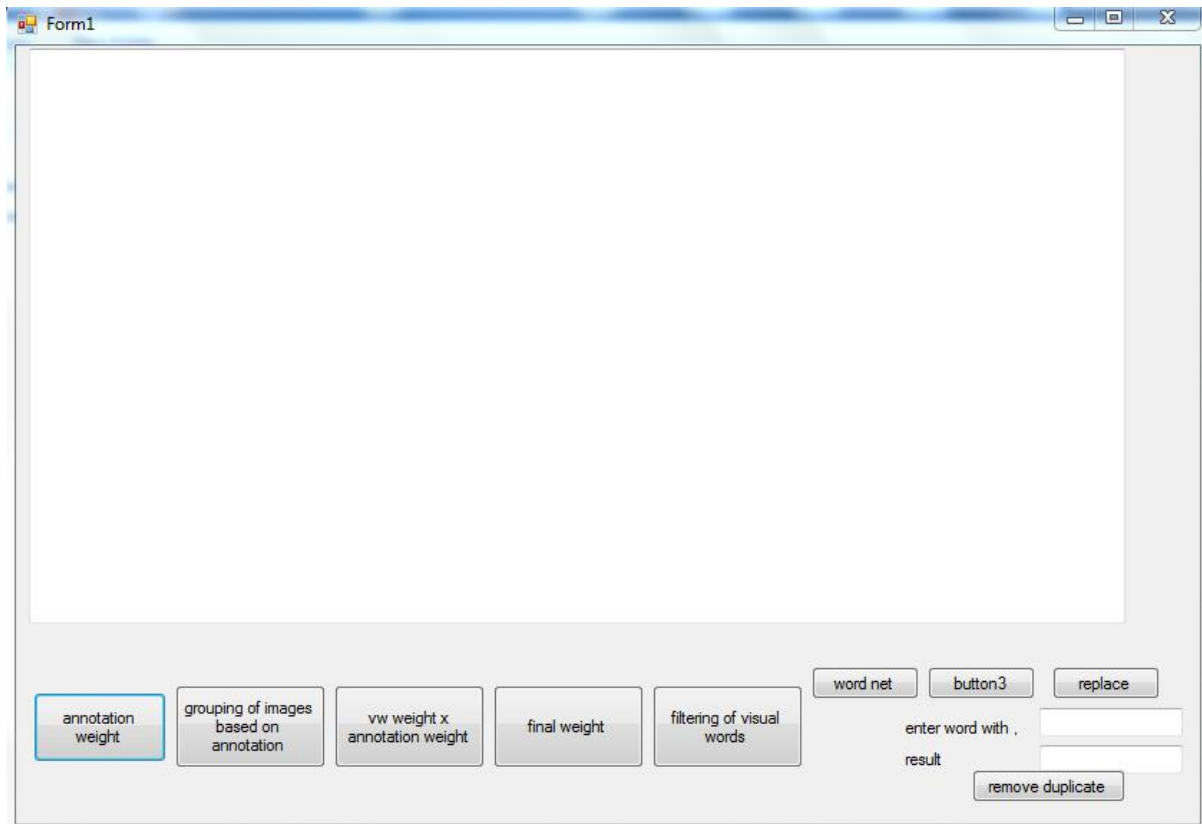 Form1
word net
button3
replace
annotation
weight
grouping of images
based on
annotation
vw weight x
annotation weight
final weight
filtering of visual
words
enter word with ,
result
remove duplicate